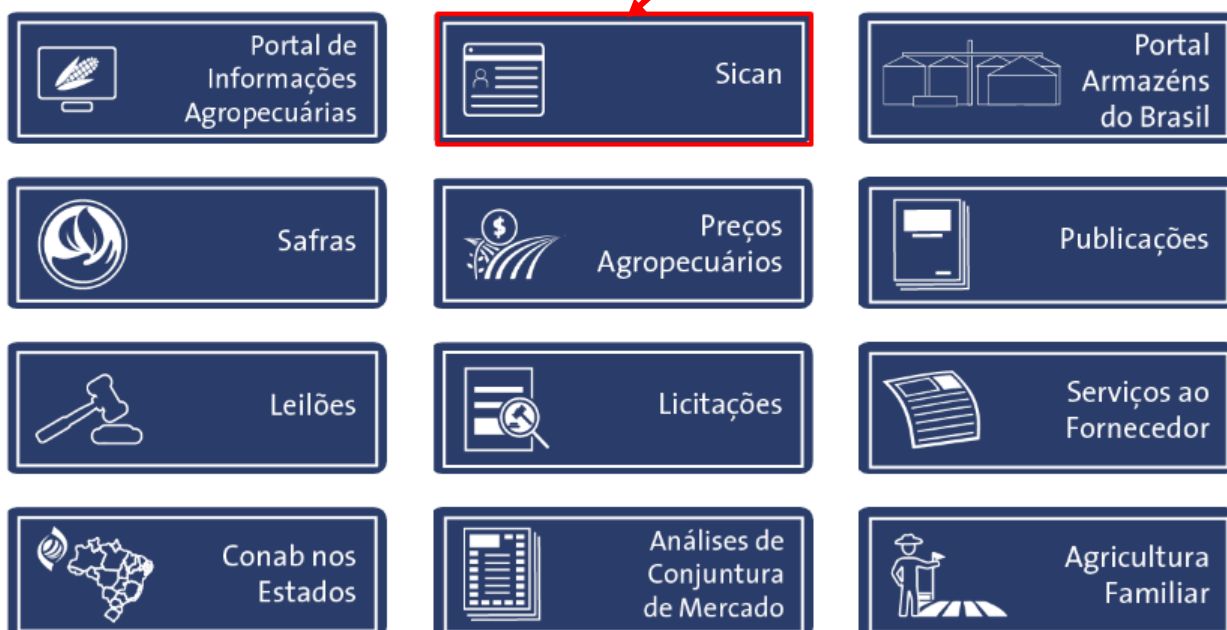 Portal de
Informações
Agropecuárias
Sican
Portal
Armazéns
do Brasil
Safras
Preços
Agropecuários
Publicações
Leilões
Licitações
Serviços ao
Fornecedor
Conab nos
Estados
Análises de
Conjuntura
de Mercado
Agricultura
Familiar